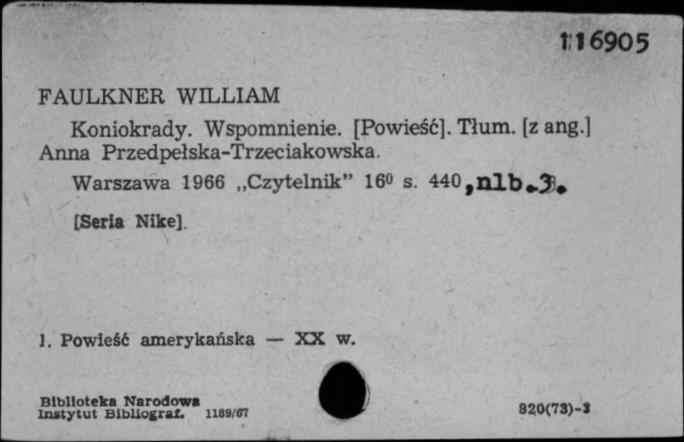 116905
FAULKNER WILLIAM
Koniokrady. Wspomnienie. [Powieść]. Tłum. [z ang.]
Anna Przedpełska-Trzeciakowska.
Warszawa 1966 „Czytelnik” 16⁰ s. 440, nlb.3.
[Seria Nike].
1. Powieść amerykańska — XX w.
Biblioteka Narodowa
Instytut Bibliograf. 1189/67
820(73)-3